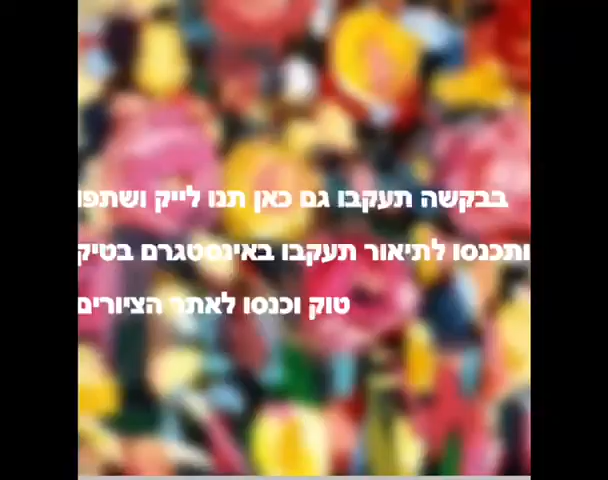 בבקשה תעקבו גם כאן תנו לייק ושתפו
ותכנסו לתיאור תעקבו באינסטגרם בטיק
טוק וכנסו לאתר הציורים